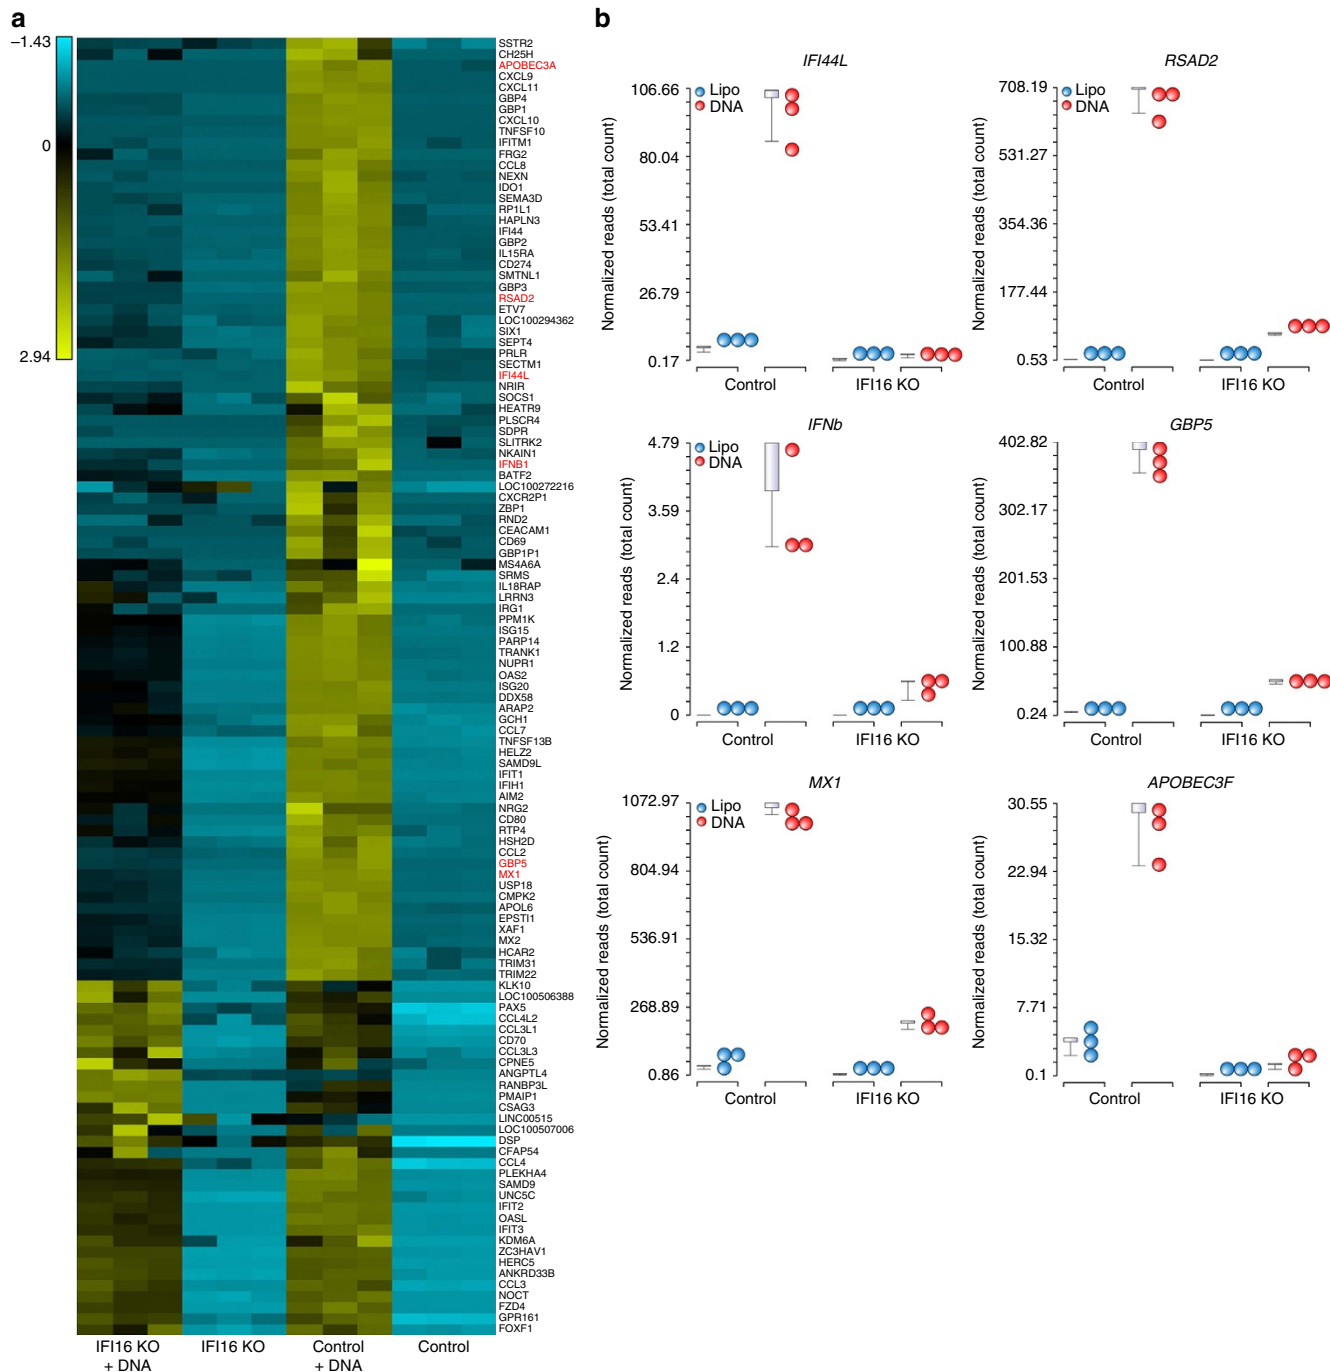 a
−1.43
0
2.94
SSTR2
CH25H
APOBEC3A
CXCL9
CXCL11
GBP4
GBP1
CXCL10
TNFSF10
IFITM1
FRG2
CCL8
NEXN
IDO1
SEMA3D
RP1L1
HAPLN3
IFI44
GBP2
IL15RA
CD274
SMTNL1
GBP3
RSAD2
ETV7
LOC100294362
SIX1
SEPT4
PRLR
SECTM1
IFI44L
NRIR
SOCS1
HEATR9
PLSCR4
SDPR
SLITRK2
NKAIN1
IFNB1
BATF2
LOC100272216
CXCR2P1
ZBP1
RND2
CEACAM1
CD69
GBP1P1
MS4A6A
SRMS
IL18RAP
LRRN3
IRG1
PPM1K
ISG15
PARP14
TRANK1
NUPR1
OAS2
ISG20
DDX58
ARAP2
GCH1
CCL7
TNFSF13B
HELZ2
SAMD9L
IFIT1
IFIH1
AIM2
NRG2
CD80
RTP4
HSH2D
CCL2
GBP5
MX1
USP18
CMPK2
APOL6
EPSTI1
XAF1
MX2
HCAR2
TRIM31
TRIM22
KLK10
LOC100506388
PAX5
CCL4L2
CCL3L1
CD70
CCL3L3
CPNE5
ANGPTL4
RANBP3L
PMAIP1
CSAG3
LINC00515
LOC100507006
DSP
CFAP54
CCL4
PLEKHA4
SAMD9
UNC5C
IFIT2
OASL
IFIT3
KDM6A
ZC3HAV1
HERC5
ANKRD33B
CCL3
NOCT
FZD4
GPR161
FOXF1
IFI16 KO + DNA
IFI16 KO
Control + DNA
Control
b
IFI44L
Normalized reads (total count)
106.66
80.04
53.41
26.79
0.17
Lipo
DNA
Control
IFI16 KO
RSAD2
Normalized reads (total count)
708.19
531.27
354.36
177.44
0.53
Control
IFI16 KO
IFNb
Normalized reads (total count)
4.79
3.59
2.4
1.2
0
Lipo
DNA
Control
IFI16 KO
GBP5
Normalized reads (total count)
402.82
302.17
201.53
100.88
0.24
Control
IFI16 KO
MX1
Normalized reads (total count)
1072.97
804.94
536.91
268.89
0.86
Lipo
DNA
Control
IFI16 KO
APOBEC3F
Normalized reads (total count)
30.55
22.94
15.32
7.71
0.1
Control
IFI16 KO